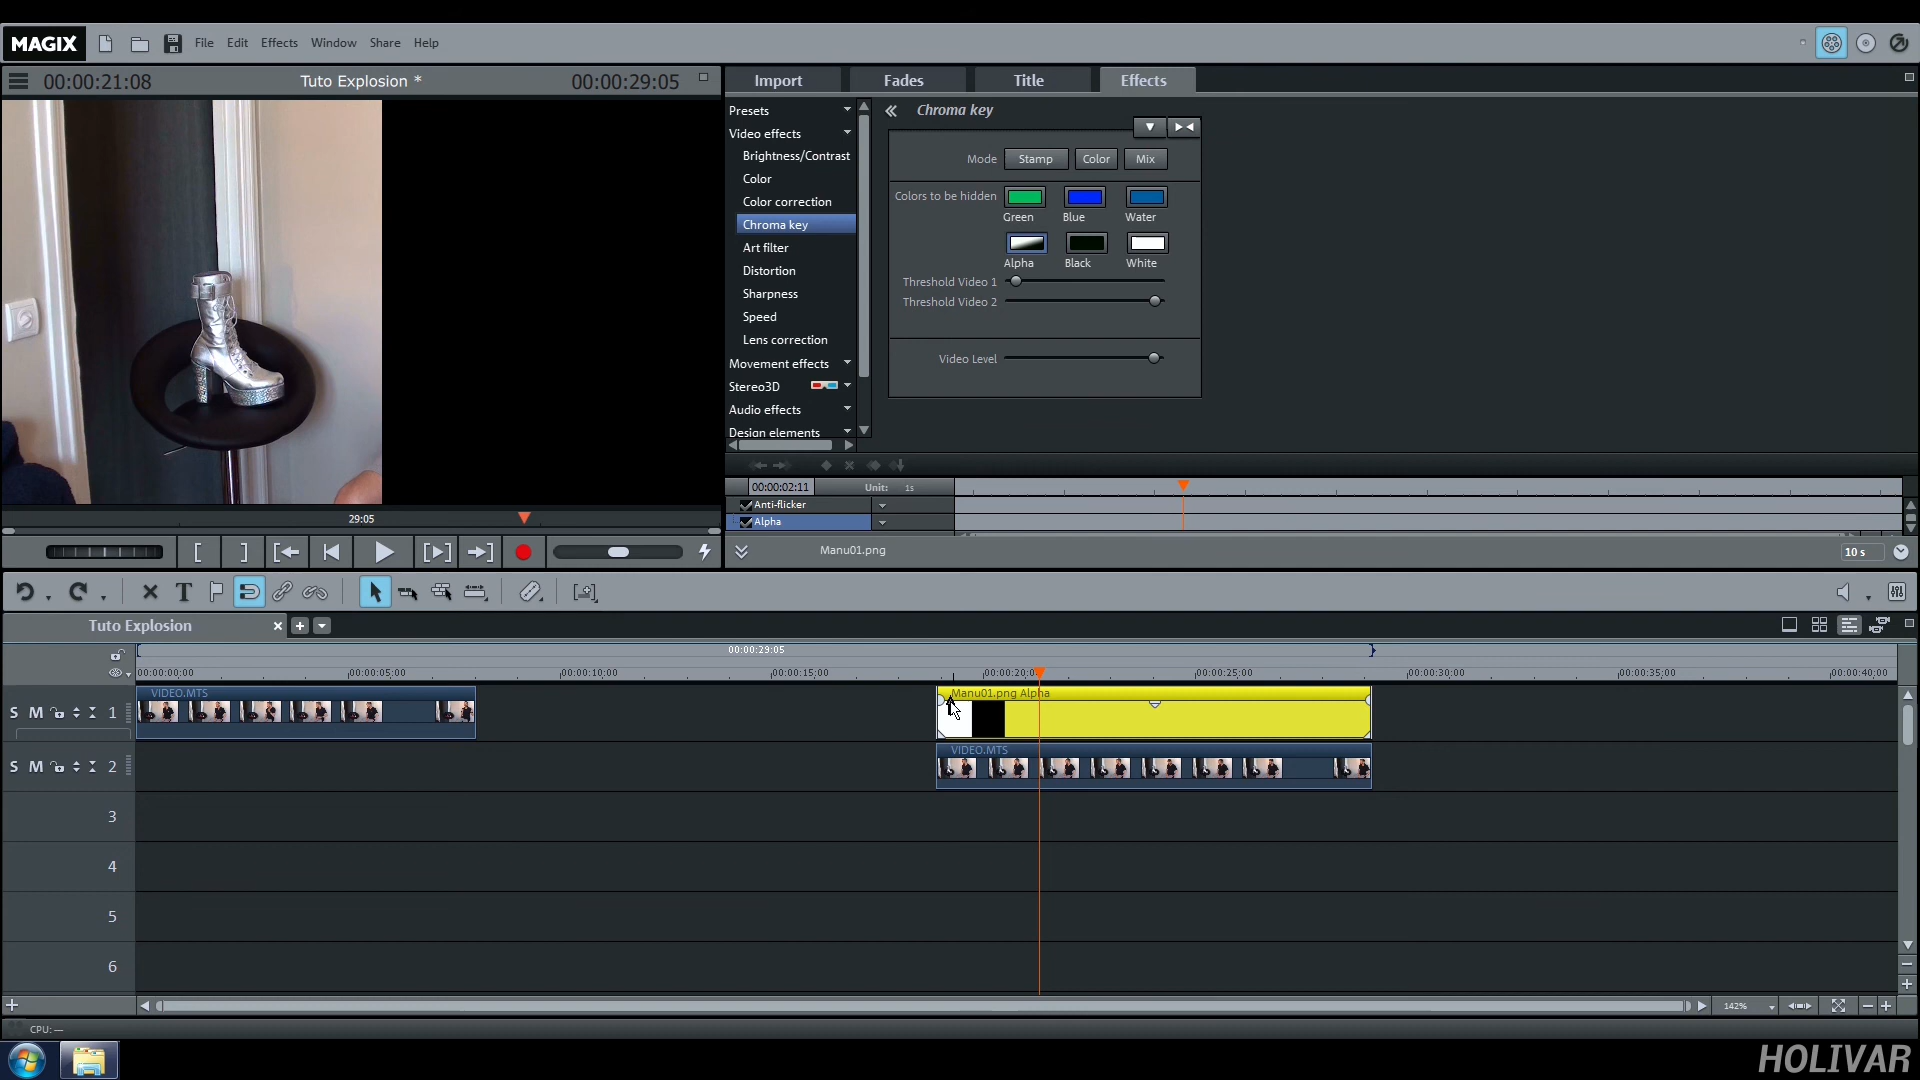 MAGIX File Edit Effects Window Share Help
00:00:21:08 Tuto Explosion * 00:00:29:05
Import Fades Title Effects
Presets
Video effects
Brightness/Contrast
Color
Color correction
Chroma key
Art filter
Distortion
Sharpness
Speed
Lens correction
Movement effects
Stereo3D
Audio effects
Design elements
Chroma key
Mode Stamp Color Mix
Colors to be hidden
Green Blue Water
Alpha Black White
Threshold Video 1
Threshold Video 2
Video Level
00:00:02:11 Unit: 1s
Anti-flicker
Alpha
Manu01.png 10 s
29:05
Tuto Explosion
00:00:29:05
00:00:00:00 00:00:05:00 00:00:10:00 00:00:15:00 00:00:20:0 00:00:25:00 00:00:30:00 00:00:35:00 00:00:40:00
VIDEO.MTS Manu01.png Alpha
S M 1
VIDEO.MTS
S M 2
3
4
5
6
142%
CPU: —
HOLIVAR